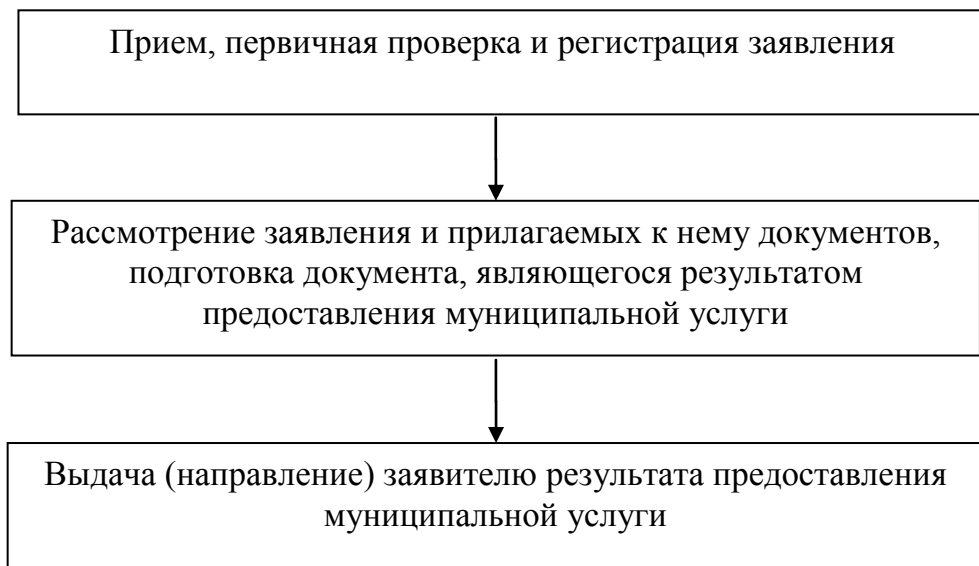 Прием, первичная проверка и регистрация заявления
Рассмотрение заявления и прилагаемых к нему документов,
подготовка документа, являющегося результатом
предоставления муниципальной услуги
Выдача (направление) заявителю результата предоставления
муниципальной услуги